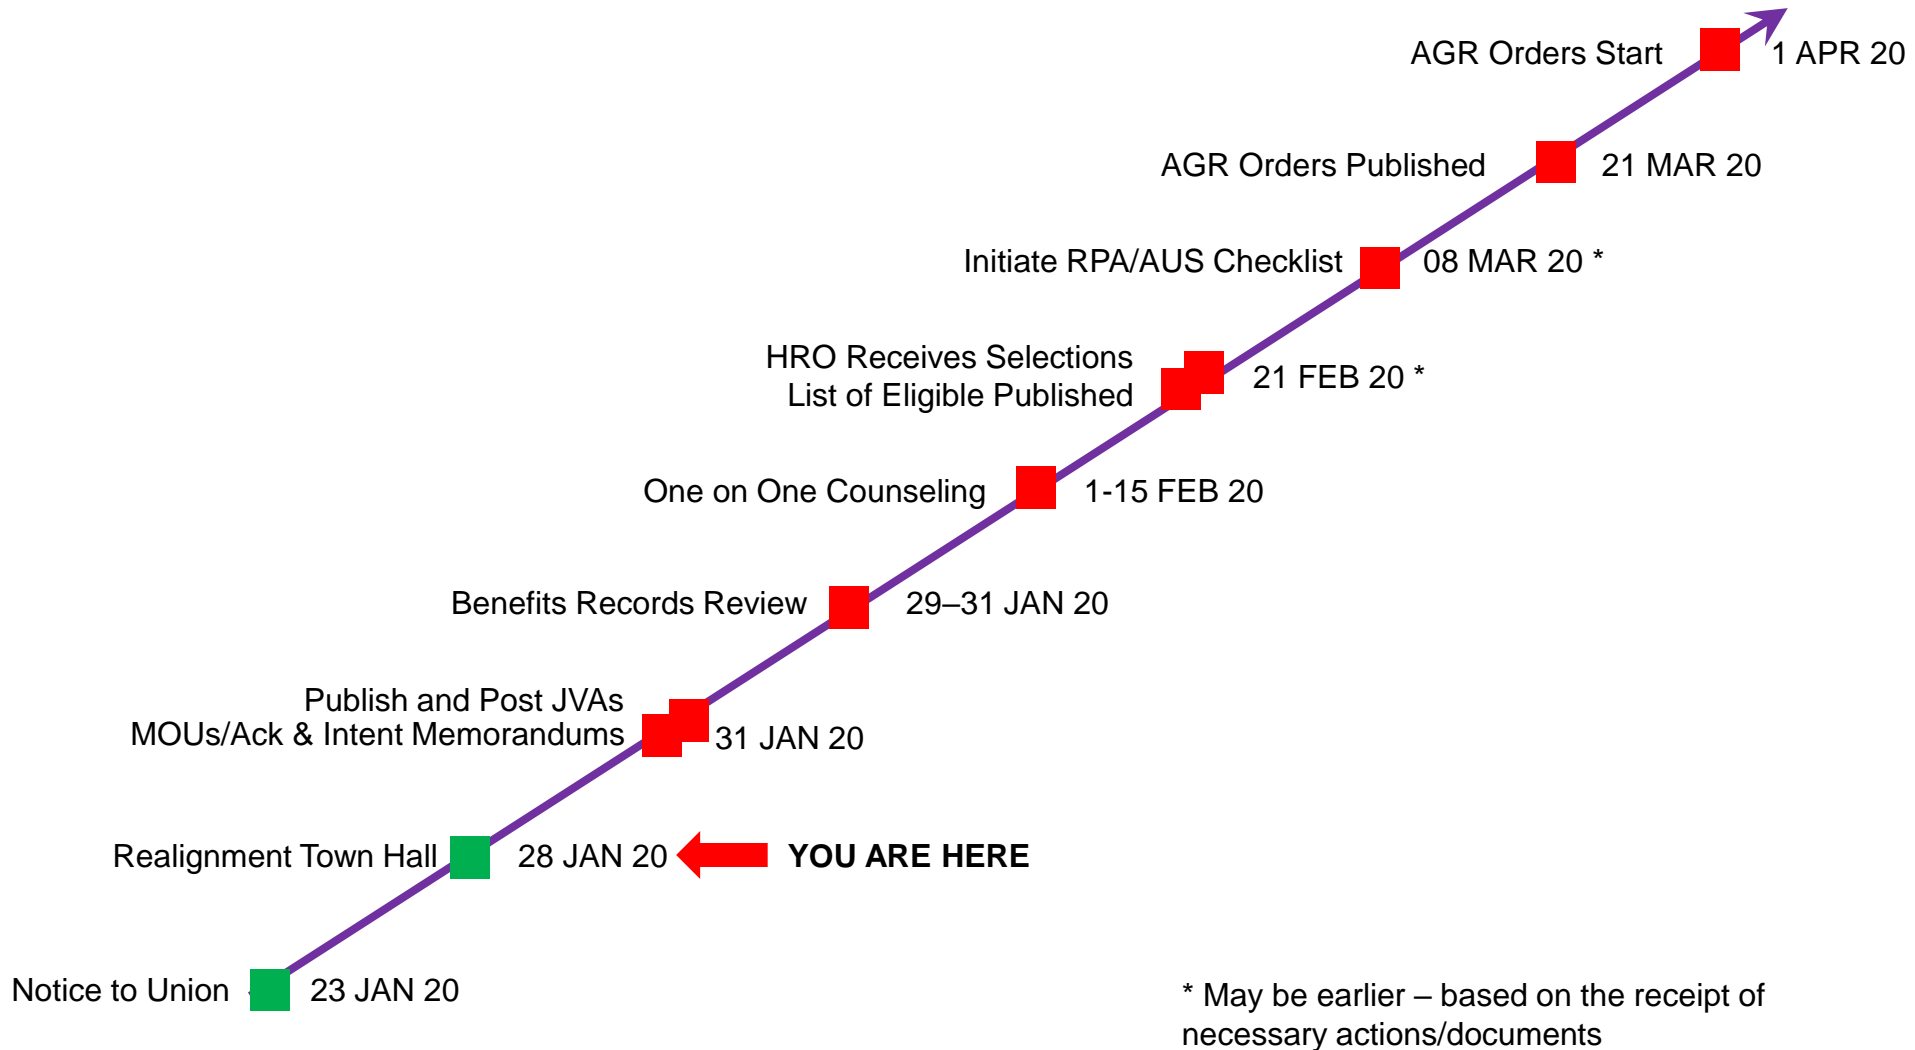 AGR Orders Start 1 APR 20
AGR Orders Published 21 MAR 20
Initiate RPA/AUS Checklist 08 MAR 20 *
HRO Receives Selections
List of Eligible Published
21 FEB 20 *
One on One Counseling 1-15 FEB 20
Benefits Records Review 29–31 JAN 20
Publish and Post JVAs
MOUs/Ack & Intent Memorandums
31 JAN 20
Realignment Town Hall 28 JAN 20 YOU ARE HERE
Notice to Union 23 JAN 20
* May be earlier – based on the receipt of
necessary actions/documents